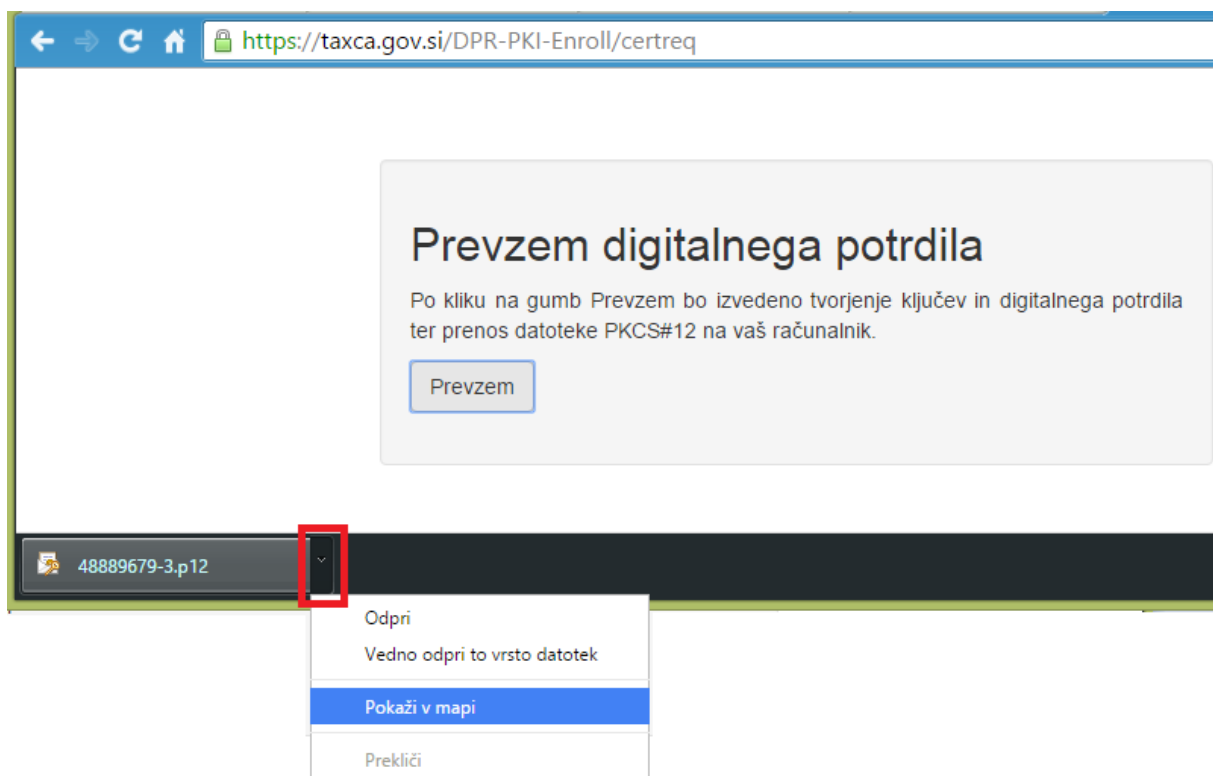 https://taxca.gov.si/DPR-PKI-Enroll/certreq
Prevzem digitalnega potrdila
Po kliku na gumb Prevzem bo izvedeno tvorjenje ključev in digitalnega potrdila
ter prenos datoteke PKCS#12 na vaš računalnik.
Prevzem
48889679-3.p12
Odpri
Vedno odpri to vrsto datotek
Pokaži v mapi
Prekliči